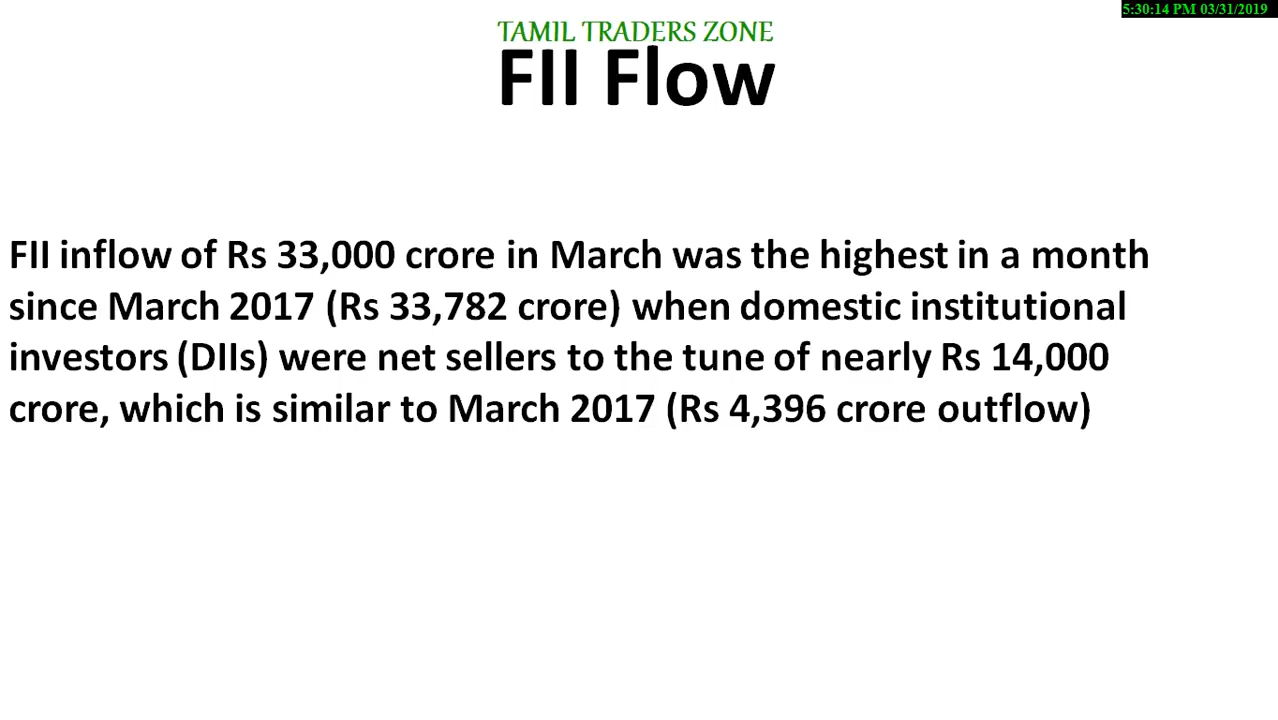 5:30:14 PM 03/31/2019
TAMIL TRADERS ZONE
FII Flow
FII inflow of Rs 33,000 crore in March was the highest in a month
since March 2017 (Rs 33,782 crore) when domestic institutional
investors (DIIs) were net sellers to the tune of nearly Rs 14,000
crore, which is similar to March 2017 (Rs 4,396 crore outflow)